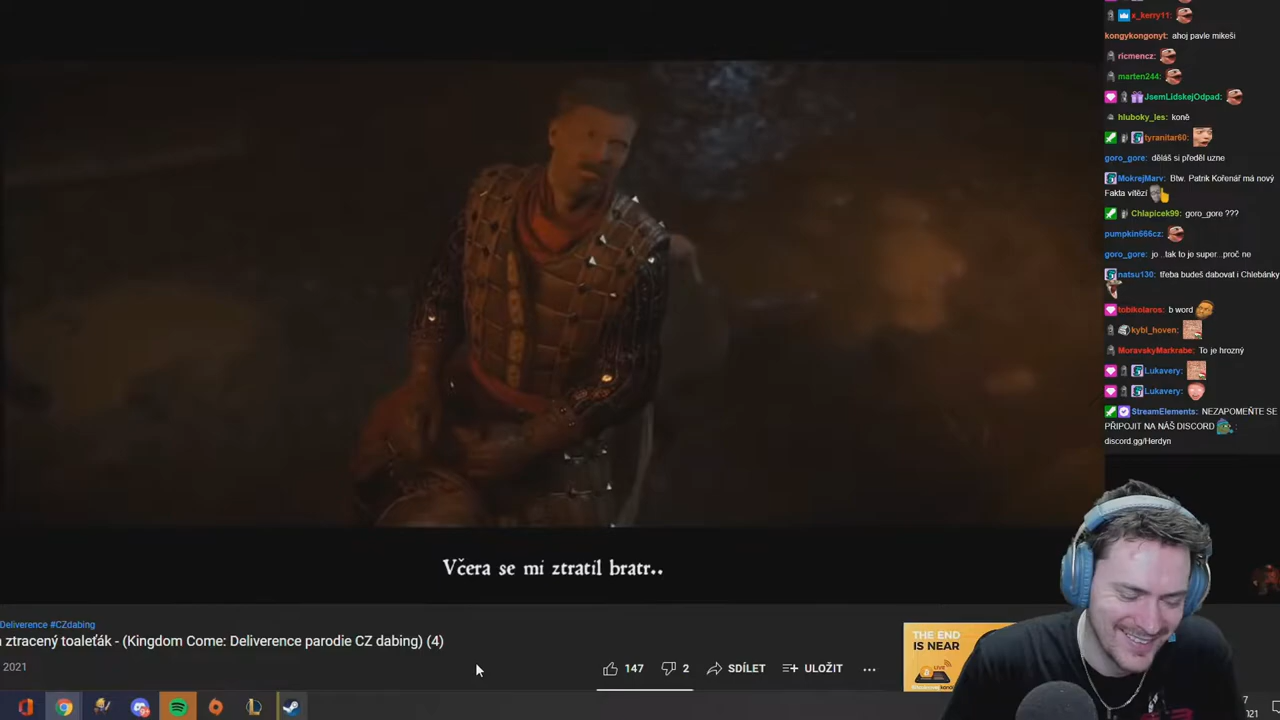 x_kerry11:
kongykongonyt: ahoj pavle mikeši
ricmencz:
marten244:
JsemLidskejOdpad:
hluboky_les: koně
tyranitar60:
goro_gore: děláš si předěl uzne
MokrejMarv: Btw. Patrik Kořenář má nový
Fakta vítězí
Chlapicek99: goro_gore ???
pumpkin666cz:
goro_gore: jo ..tak to je super...proč ne
natsu130: třeba budeš dabovat i Chlebánky
tobikolaros: b word
kybl_hoven:
MoravskyMarkrabe: To je hrozný
Lukavery:
Lukavery:
StreamElements: NEZAPOMEŇTE SE
PŘIPOJIT NA NÁŠ DISCORD :
discord.gg/Herdyn
Včera se mi ztratil bratr..
Deliverence #CZdabing
ztracený toaleťák - (Kingdom Come: Deliverence parodie CZ dabing) (4)
2021
147
2
SDÍLET
ULOŽIT
THE END
IS NEAR
LIVE
7
021